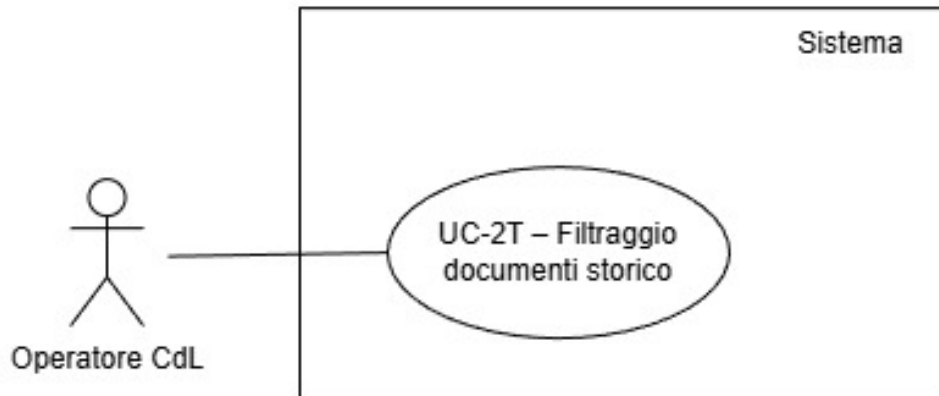 Sistema
UC-2T – Filtraggio
documenti storico
Operatore CdL